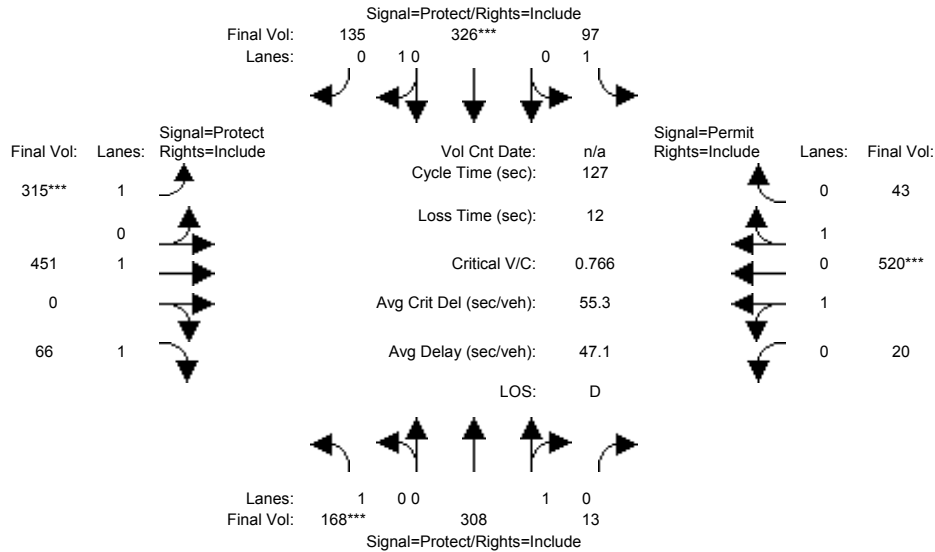 Signal=Protect/Rights=Include
Final Vol: 135 326*** 97
Lanes: 0 1 0 0 1
Signal=Protect
Final Vol: Lanes: Rights=Include
Vol Cnt Date: n/a
Signal=Permit
Rights=Include Lanes: Final Vol:
Cycle Time (sec): 127
315*** 1
0 43
Loss Time (sec): 12
0
1
451 1
Critical V/C: 0.766
0 520***
0 0
Avg Crit Del (sec/veh): 55.3
1
66 1
Avg Delay (sec/veh): 47.1
0 20
LOS: D
Lanes: 1 0 0 1 0
Final Vol: 168*** 308 13
Signal=Protect/Rights=Include